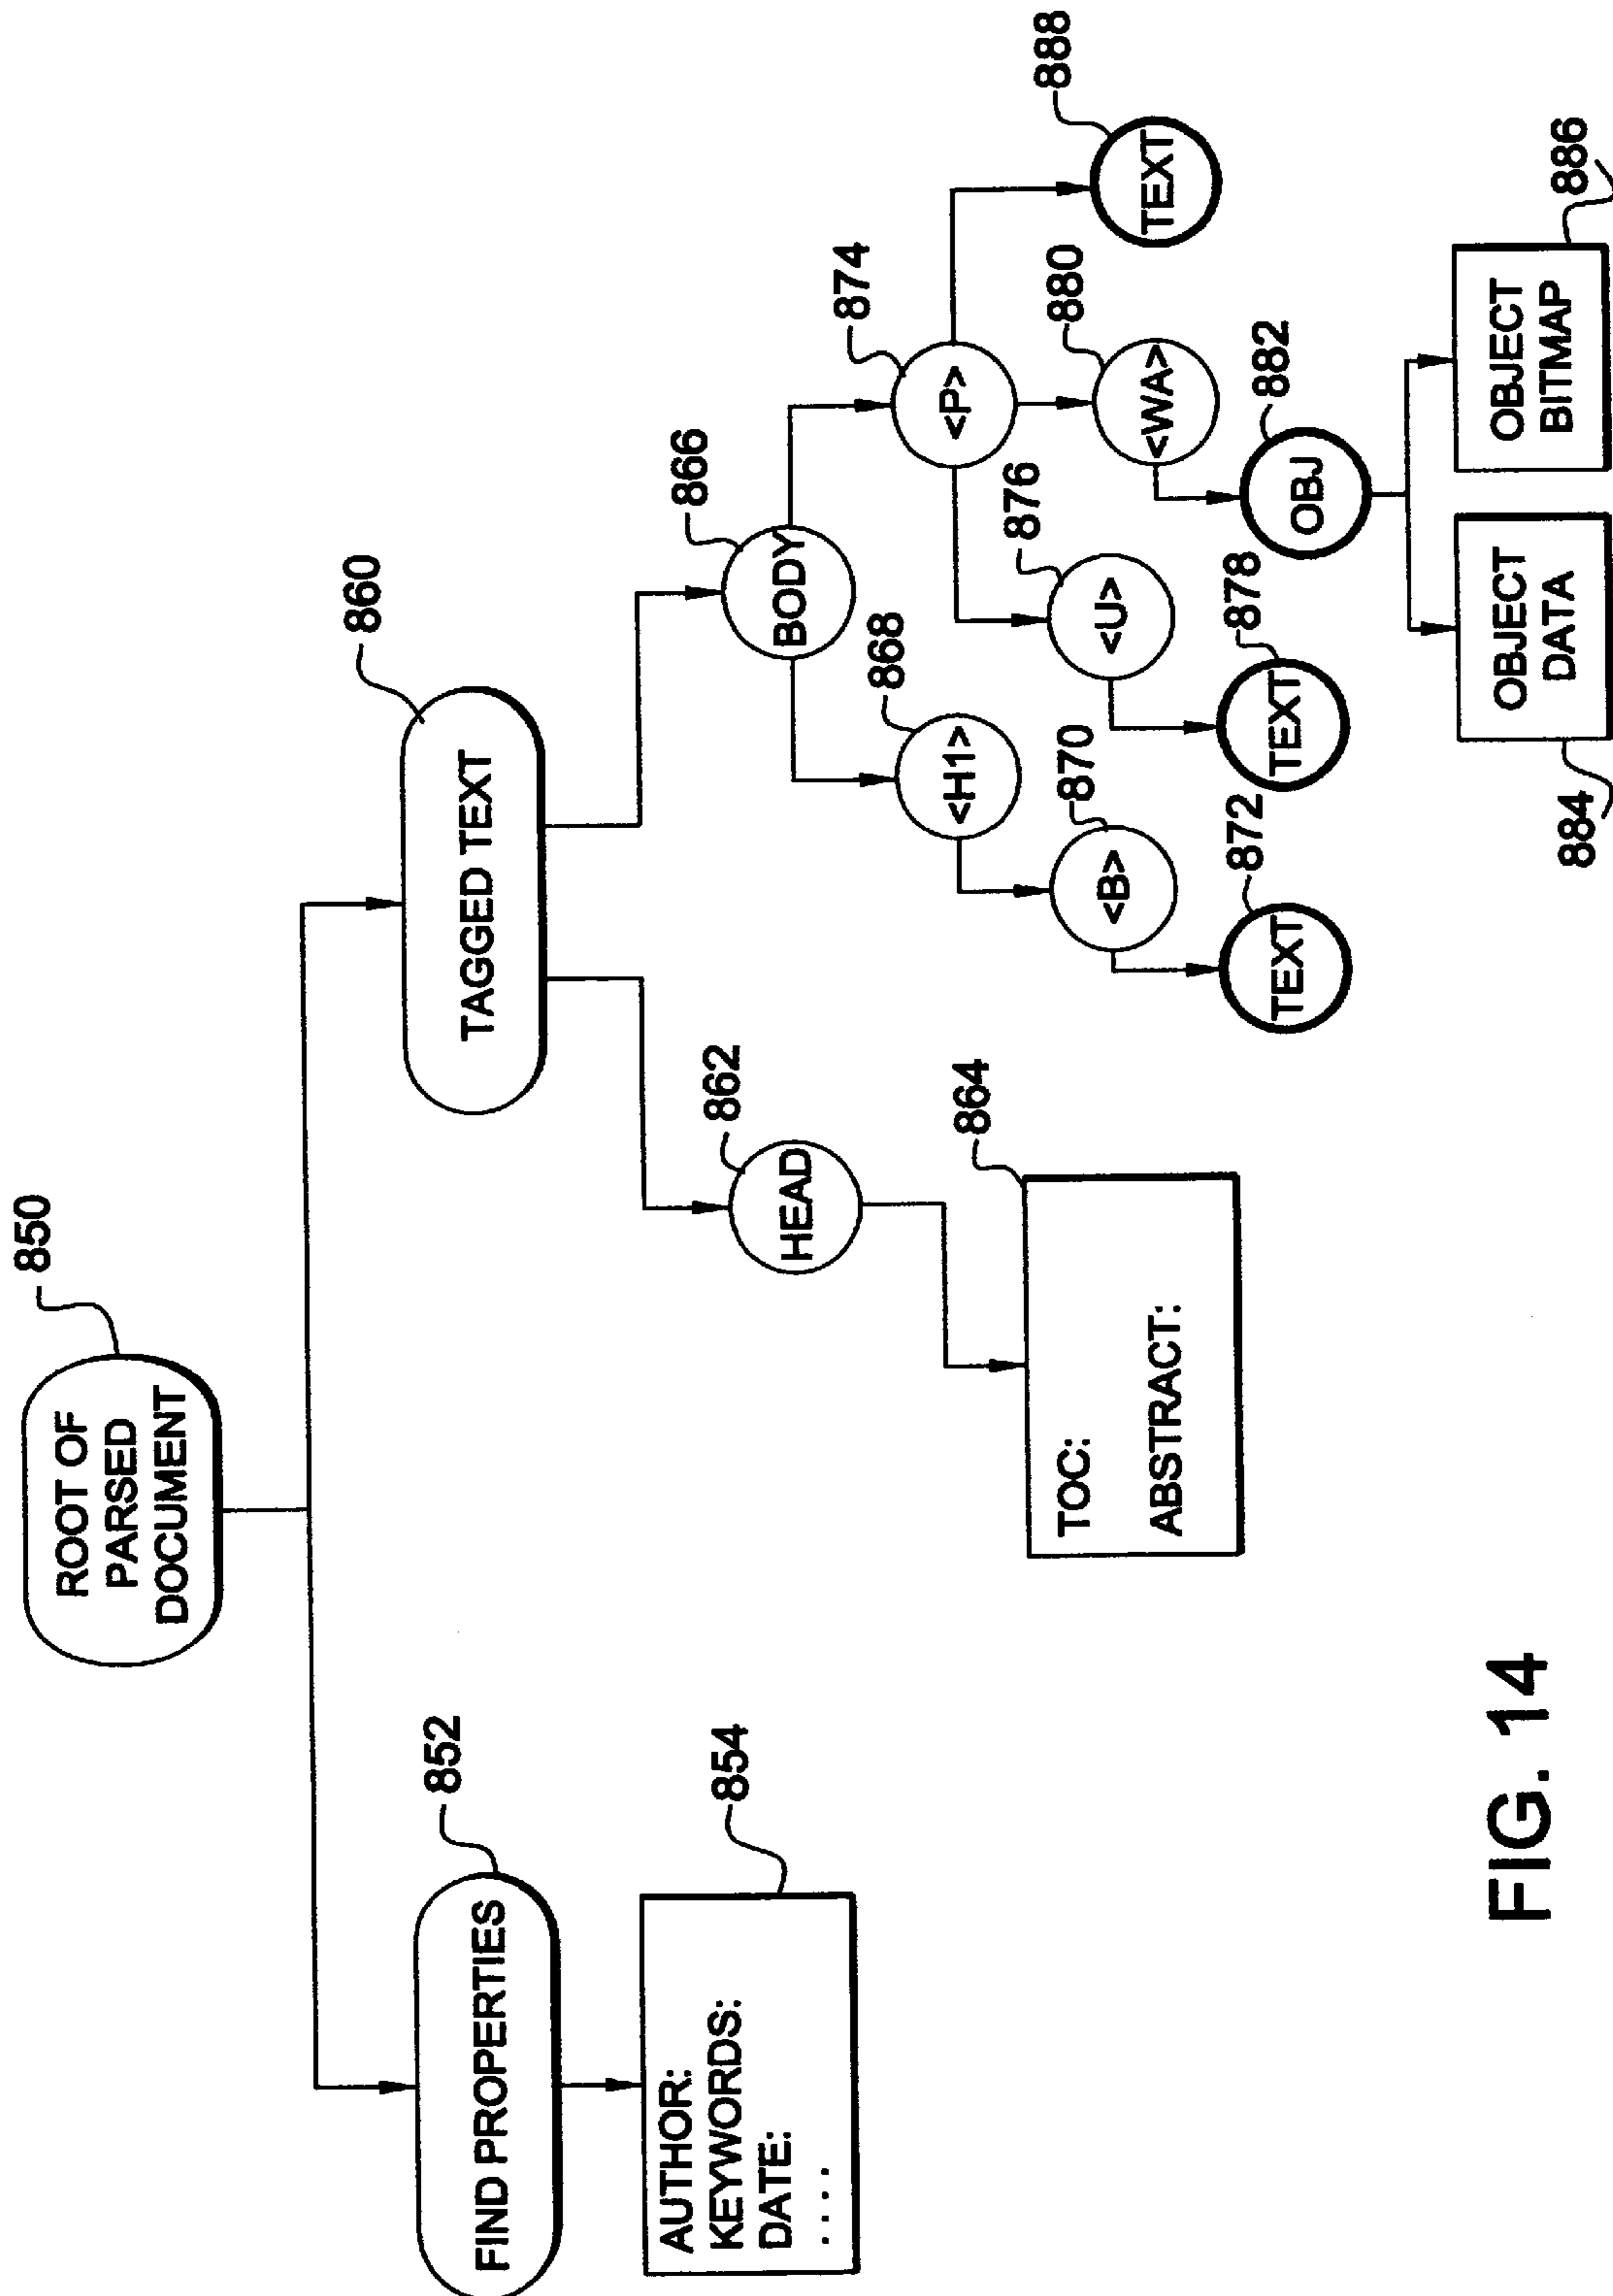 850
ROOT OF
PARSED
DOCUMENT
852
FIND PROPERTIES
854
AUTHOR:
KEYWORDS:
DATE:
. . . .
860
TAGGED TEXT
862
HEAD
864
TOC:
ABSTRACT:
866
BODY
868
<H1>
870
<B>
872
TEXT
874
<P>
876
<U>
878
TEXT
880
<WA>
882
OBJ
884
OBJECT
DATA
OBJECT
BITMAP
886
888
TEXT
FIG. 14